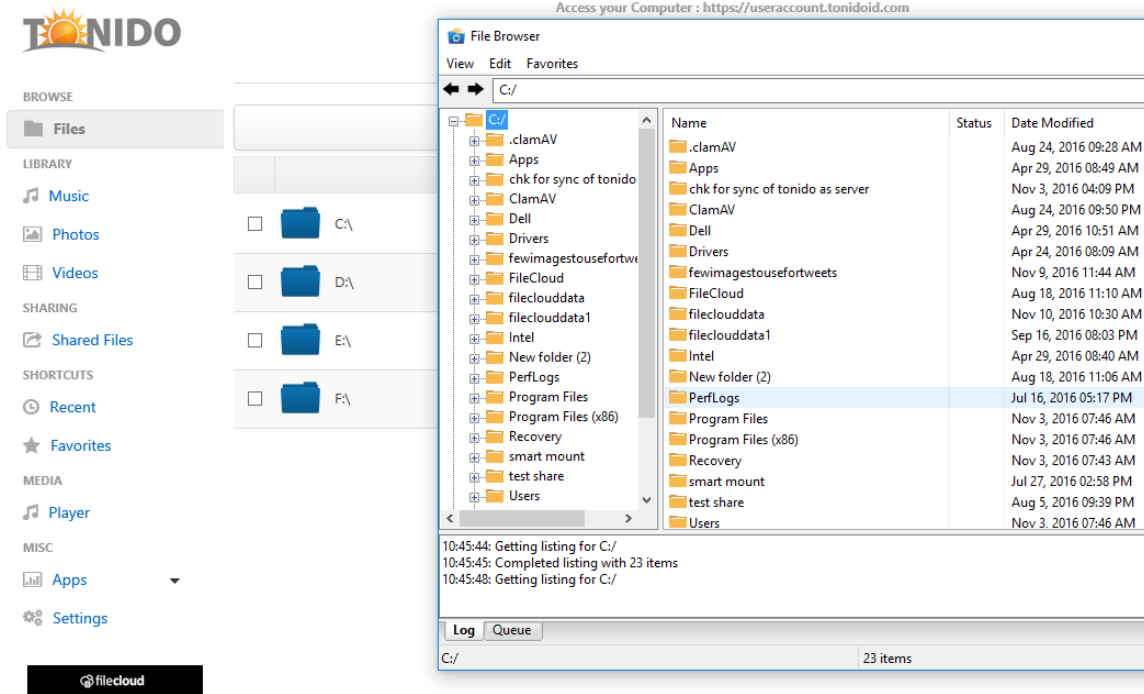 Access your Computer : https://useraccount.tonidoid.com
TONIDO
BROWSE
Files
LIBRARY
Music
Photos
Videos
SHARING
Shared Files
SHORTCUTS
Recent
Favorites
MEDIA
Player
MISC
Apps
Settings
filecloud
C:\
D:\
E:\
F:\
File Browser
View Edit Favorites
C:/
C:/
.clamAV
Apps
chk for sync of tonido
ClamAV
Dell
Drivers
fewimagestousefortwe
FileCloud
fileclouddata
fileclouddata1
Intel
New folder (2)
PerfLogs
Program Files
Program Files (x86)
Recovery
smart mount
test share
Users
Name Status Date Modified
.clamAV Aug 24, 2016 09:28 AM
Apps Apr 29, 2016 08:49 AM
chk for sync of tonido as server Nov 3, 2016 04:09 PM
ClamAV Aug 24, 2016 09:50 PM
Dell Apr 29, 2016 10:51 AM
Drivers Apr 24, 2016 08:09 AM
fewimagestousefortweets Nov 9, 2016 11:44 AM
FileCloud Aug 18, 2016 11:10 AM
fileclouddata Nov 10, 2016 10:30 AM
fileclouddata1 Sep 16, 2016 08:03 PM
Intel Apr 29, 2016 08:40 AM
New folder (2) Aug 18, 2016 11:06 AM
PerfLogs Jul 16, 2016 05:17 PM
Program Files Nov 3, 2016 07:46 AM
Program Files (x86) Nov 3, 2016 07:46 AM
Recovery Nov 3, 2016 07:43 AM
smart mount Jul 27, 2016 02:58 PM
test share Aug 5, 2016 09:39 PM
Users Nov 3, 2016 07:46 AM
10:45:44: Getting listing for C:/
10:45:45: Completed listing with 23 items
10:45:48: Getting listing for C:/
Log Queue
C:/ 23 items